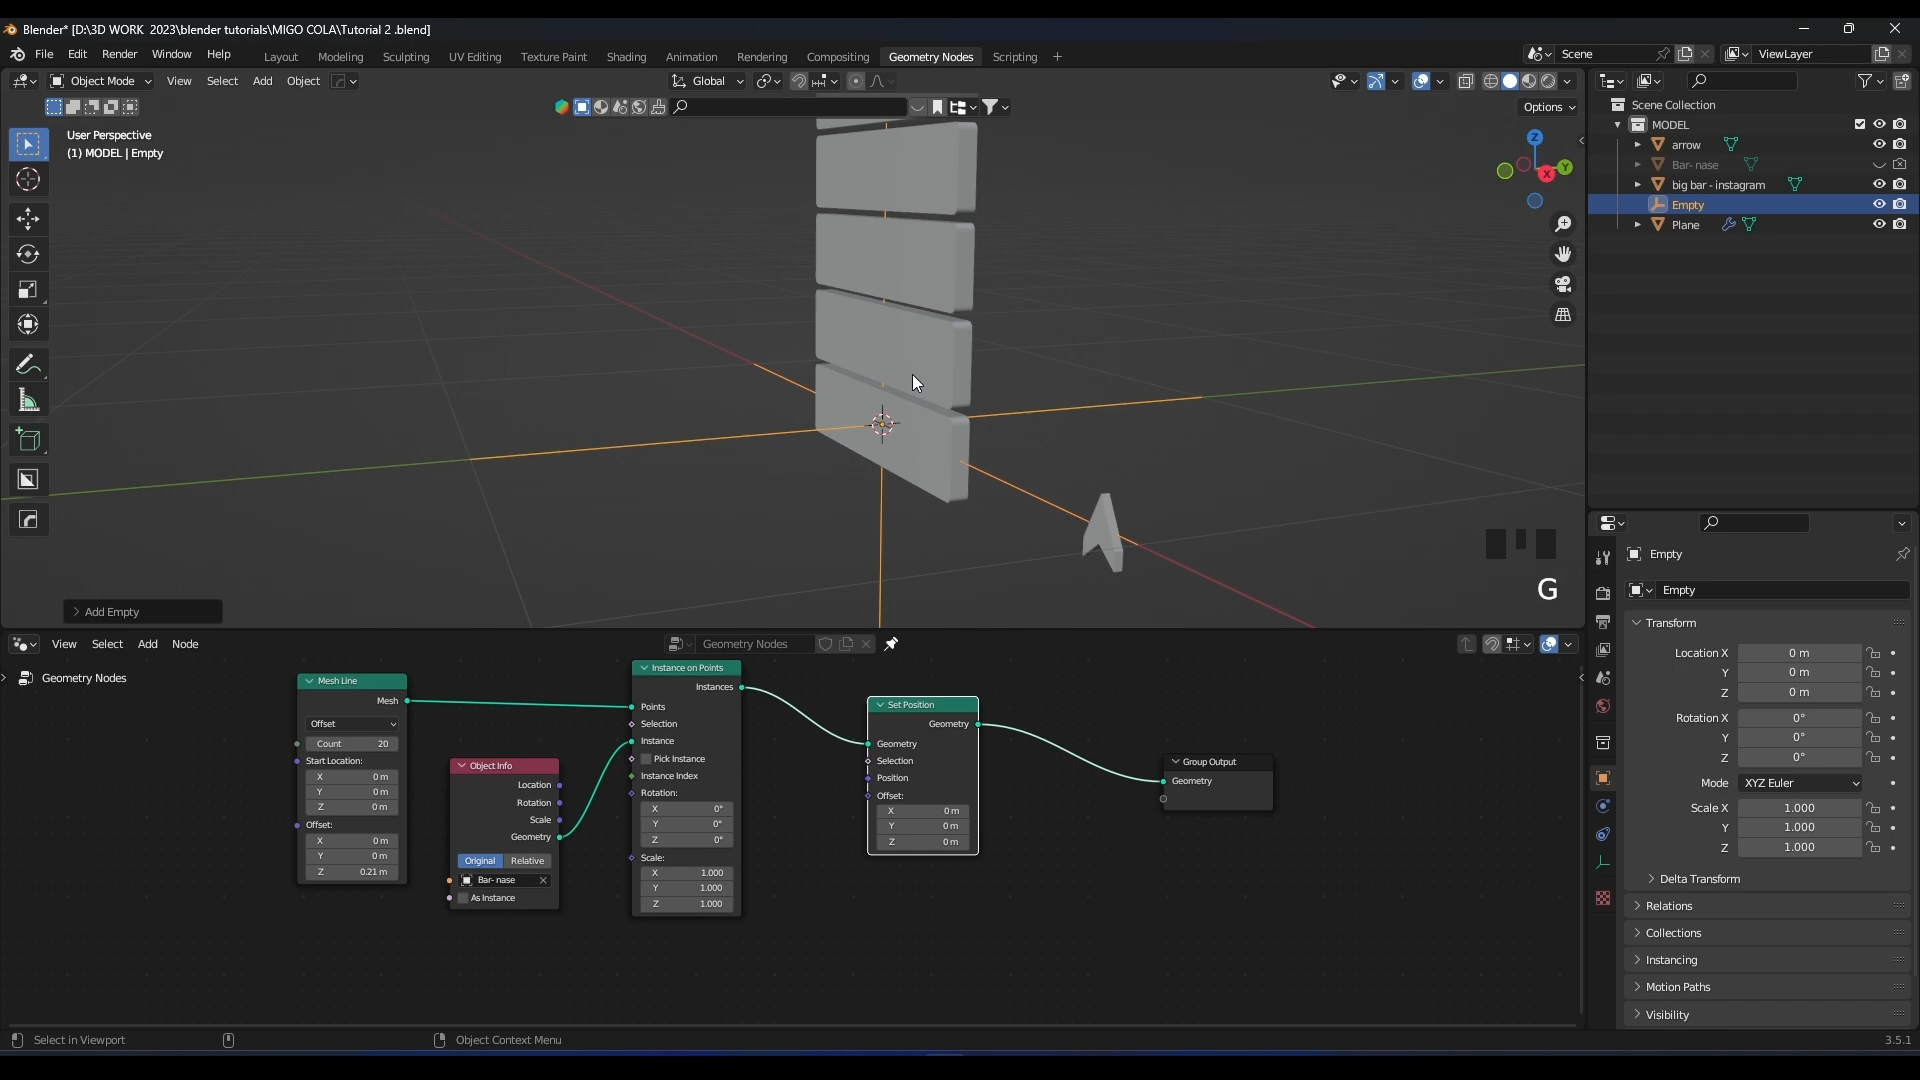 Blender* [D:\3D WORK  2023\blender tutorials\MIGO COLA\Tutorial 2 .blend]
File Edit Render Window Help Layout Modeling Sculpting UV Editing Texture Paint Shading Animation Rendering Compositing Geometry Nodes Scripting + Scene ViewLayer
Object Mode View Select Add Object Global
Options
User Perspective
(1) MODEL | Empty
Z
Y
X
G
> Add Empty
Scene Collection
MODEL
arrow
Bar- nase
big bar - instagram
Empty
Plane
Empty
Empty
Transform
Location X 0 m
Y 0 m
Z 0 m
Rotation X 0°
Y 0°
Z 0°
Mode XYZ Euler
Scale X 1.000
Y 1.000
Z 1.000
Delta Transform
Relations
Collections
Instancing
Motion Paths
Visibility
View Select Add Node Geometry Nodes
Geometry Nodes
Mesh Line
Mesh
Offset
Count 20
Start Location:
X 0 m
Y 0 m
Z 0 m
Offset:
X 0 m
Y 0 m
Z 0.21 m
Object Info
Location
Rotation
Scale
Geometry
Original Relative
Bar- nase
As Instance
Instance on Points
Instances
Points
Selection
Instance
Pick Instance
Instance Index
Rotation:
X 0°
Y 0°
Z 0°
Scale:
X 1.000
Y 1.000
Z 1.000
Set Position
Geometry
Geometry
Selection
Position
Offset:
X 0 m
Y 0 m
Z 0 m
Group Output
Geometry
Select in Viewport Object Context Menu 3.5.1